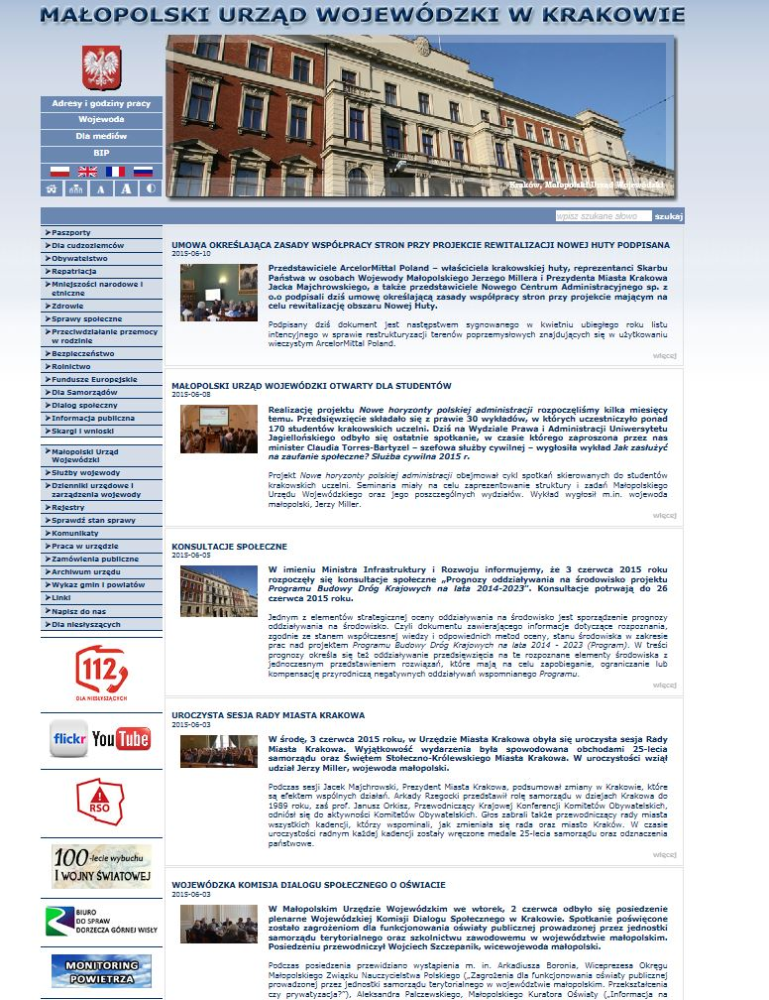 MAŁOPOLSKI URZĄD WOJEWÓDZKI W KRAKOWIE
Adresy i godziny pracy
Wojewoda
Dla mediów
BIP
A A
Kraków, Małopolski Urząd Wojewódzki
wpisz szukane słowo szukaj
Paszporty
Dla cudzoziemców
Obywatelstwo
Repatriacja
Mniejszości narodowe i
etniczne
Zdrowie
Sprawy społeczne
Przeciwdziałanie przemocy
w rodzinie
Bezpieczeństwo
Rolnictwo
Fundusze Europejskie
Dla Samorządów
Dialog społeczny
Informacja publiczna
Skargi i wnioski
Małopolski Urząd
Wojewódzki
Służby wojewody
Dzienniki urzędowe i
zarządzenia wojewody
Rejestry
Sprawdź stan sprawy
Komunikaty
Praca w urzędzie
Zamówienia publiczne
Archiwum urzędu
Wykaz gmin i powiatów
Linki
Napisz do nas
Dla niesłyszących
112
DLA NIESŁYSZĄCYCH
flickr YouTube
RSO
100-lecie wybuchu
I WOJNY ŚWIATOWEJ
BIURO
DO SPRAW
DORZECZA GÓRNEJ WISŁY
MONITORING
POWIETRZA
UMOWA OKREŚLAJĄCA ZASADY WSPÓŁPRACY STRON PRZY PROJEKCIE REWITALIZACJI NOWEJ HUTY PODPISANA
2015-06-10
Przedstawiciele ArcelorMittal Poland – właściciela krakowskiej huty, reprezentanci Skarbu
Państwa w osobach Wojewody Małopolskiego Jerzego Millera i Prezydenta Miasta Krakowa
Jacka Majchrowskiego, a także przedstawiciele Nowego Centrum Administracyjnego sp. z
o.o podpisali dziś umowę określającą zasady współpracy stron przy projekcie mającym na
celu rewitalizację obszaru Nowej Huty.
Podpisany dziś dokument jest następstwem sygnowanego w kwietniu ubiegłego roku listu
intencyjnego w sprawie restrukturyzacji terenów poprzemysłowych znajdujących się w użytkowaniu
wieczystym ArcelorMittal Poland.
więcej
MAŁOPOLSKI URZĄD WOJEWÓDZKI OTWARTY DLA STUDENTÓW
2015-06-08
Realizację projektu Nowe horyzonty polskiej administracji rozpoczęliśmy kilka miesięcy
temu. Przedsięwzięcie składało się z prawie 30 wykładów, w których uczestniczyło ponad
170 studentów krakowskich uczelni. Dziś na Wydziale Prawa i Administracji Uniwersytetu
Jagiellońskiego odbyło się ostatnie spotkanie, w czasie którego zaproszona przez nas
minister Claudia Torres-Bartyzel – szefowa służby cywilnej – wygłosiła wykład Jak zasłużyć
na zaufanie społeczne? Służba cywilna 2015 r.
Projekt Nowe horyzonty polskiej administracji obejmował cykl spotkań skierowanych do studentów
krakowskich uczelni. Seminaria miały na celu zaprezentowanie struktury i zadań Małopolskiego
Urzędu Wojewódzkiego oraz jego poszczególnych wydziałów. Wykład wygłosił m.in. wojewoda
małopolski, Jerzy Miller.
więcej
KONSULTACJE SPOŁECZNE
2015-06-05
W imieniu Ministra Infrastruktury i Rozwoju informujemy, że 3 czerwca 2015 roku
rozpoczęły się konsultacje społeczne „Prognozy oddziaływania na środowisko projektu
Programu Budowy Dróg Krajowych na lata 2014-2023”. Konsultacje potrwają do 26
czerwca 2015 roku.
Jednym z elementów strategicznej oceny oddziaływania na środowisko jest sporządzenie prognozy
oddziaływania na środowisko. Czyli dokumentu zawierającego informacje dotyczące rozpoznania,
zgodnie ze stanem współczesnej wiedzy i odpowiednich metod oceny, stanu środowiska w zakresie
prac nad projektem Programu Budowy Dróg Krajowych na lata 2014 - 2023 (Program). W treści
prognozy określa się też oddziaływanie przedsięwzięcia na te rozpoznane elementy środowiska z
jednoczesnym przedstawieniem rozwiązań, które mają na celu zapobieganie, ograniczanie lub
kompensację przyrodniczą negatywnych oddziaływań wspomnianego Programu.
więcej
UROCZYSTA SESJA RADY MIASTA KRAKOWA
2015-06-03
W środę, 3 czerwca 2015 roku, w Urzędzie Miasta Krakowa obyła się uroczysta sesja Rady
Miasta Krakowa. Wyjątkowość wydarzenia była spowodowana obchodami 25-lecia
samorządu oraz Świętem Stołeczno-Królewskiego Miasta Krakowa. W uroczystości wziął
udział Jerzy Miller, wojewoda małopolski.
Podczas sesji Jacek Majchrowski, Prezydent Miasta Krakowa, podsumował zmiany w Krakowie, które
są efektem wspólnych działań. Arkady Rzegocki przedstawił rolę samorządu w dziejach Krakowa do
1989 roku, zaś prof. Janusz Orkisz, Przewodniczący Krajowej Konferencji Komitetów Obywatelskich,
odniósł się do aktywności Komitetów Obywatelskich. Głos zabrali także przewodniczący rady miasta
wszystkich kadencji, którzy wspominali, jak zmieniała się rada oraz miasto Kraków. W czasie
uroczystości radnym każdej kadencji zostały wręczone medale 25-lecia samorządu oraz odznaczenia
państwowe.
więcej
WOJEWÓDZKA KOMISJA DIALOGU SPOŁECZNEGO O OŚWIACIE
2015-06-03
W Małopolskim Urzędzie Wojewódzkim we wtorek, 2 czerwca odbyło się posiedzenie
plenarne Wojewódzkiej Komisji Dialogu Społecznego w Krakowie. Spotkanie poświęcone
zostało zagrożeniom dla funkcjonowania oświaty publicznej prowadzonej przez jednostki
samorządu terytorialnego oraz szkolnictwu zawodowemu w województwie małopolskim.
Posiedzeniu przewodniczył Wojciech Szczepanik, wicewojewoda małopolski.
Podczas posiedzenia przewidziano wystąpienia m. in. Arkadiusza Boronia, Wiceprezesa Okręgu
Małopolskiego Związku Nauczycielstwa Polskiego („Zagrożenia dla funkcjonowania oświaty publicznej
prowadzonej przez jednostki samorządu terytorialnego w województwie małopolskim. Przekształcenia
czy prywatyzacja?”), Aleksandra Palczewskiego, Małopolskiego Kuratora Oświaty („Informacja na